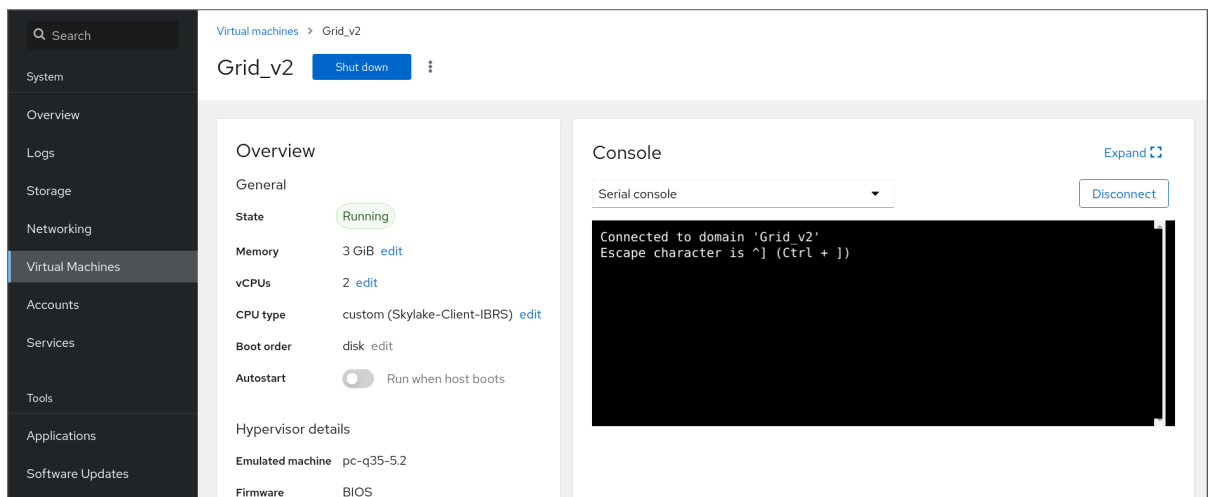 Search
System
Overview
Logs
Storage
Networking
Virtual Machines
Accounts
Services
Tools
Applications
Software Updates
Virtual machines > Grid_v2
Grid_v2 Shut down
Overview
General
State Running
Memory 3 GiB edit
vCPUs 2 edit
CPU type custom (Skylake-Client-IBRS) edit
Boot order disk edit
Autostart Run when host boots
Hypervisor details
Emulated machine pc-q35-5.2
Firmware BIOS
Console Expand
Serial console Disconnect
Connected to domain 'Grid_v2'
Escape character is ^] (Ctrl + ])